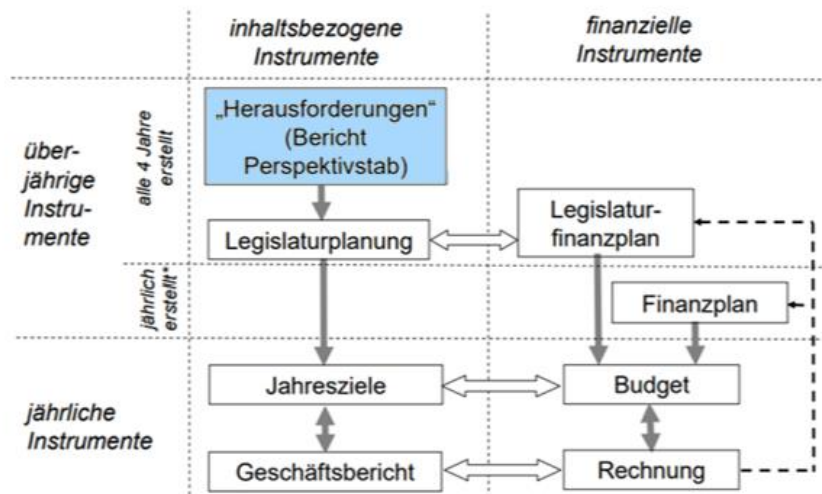 inhaltsbezogene
Instrumente
finanzielle
Instrumente
über-
jährige
Instru-
mente
alle 4 Jahre
erstellt
„Herausforderungen“
(Bericht
Perspektivstab)
Legislaturplanung
Legislatur-
finanzplan
jährlich
erstellt*
Finanzplan
jährliche
Instrumente
Jahresziele
Budget
Geschäftsbericht
Rechnung